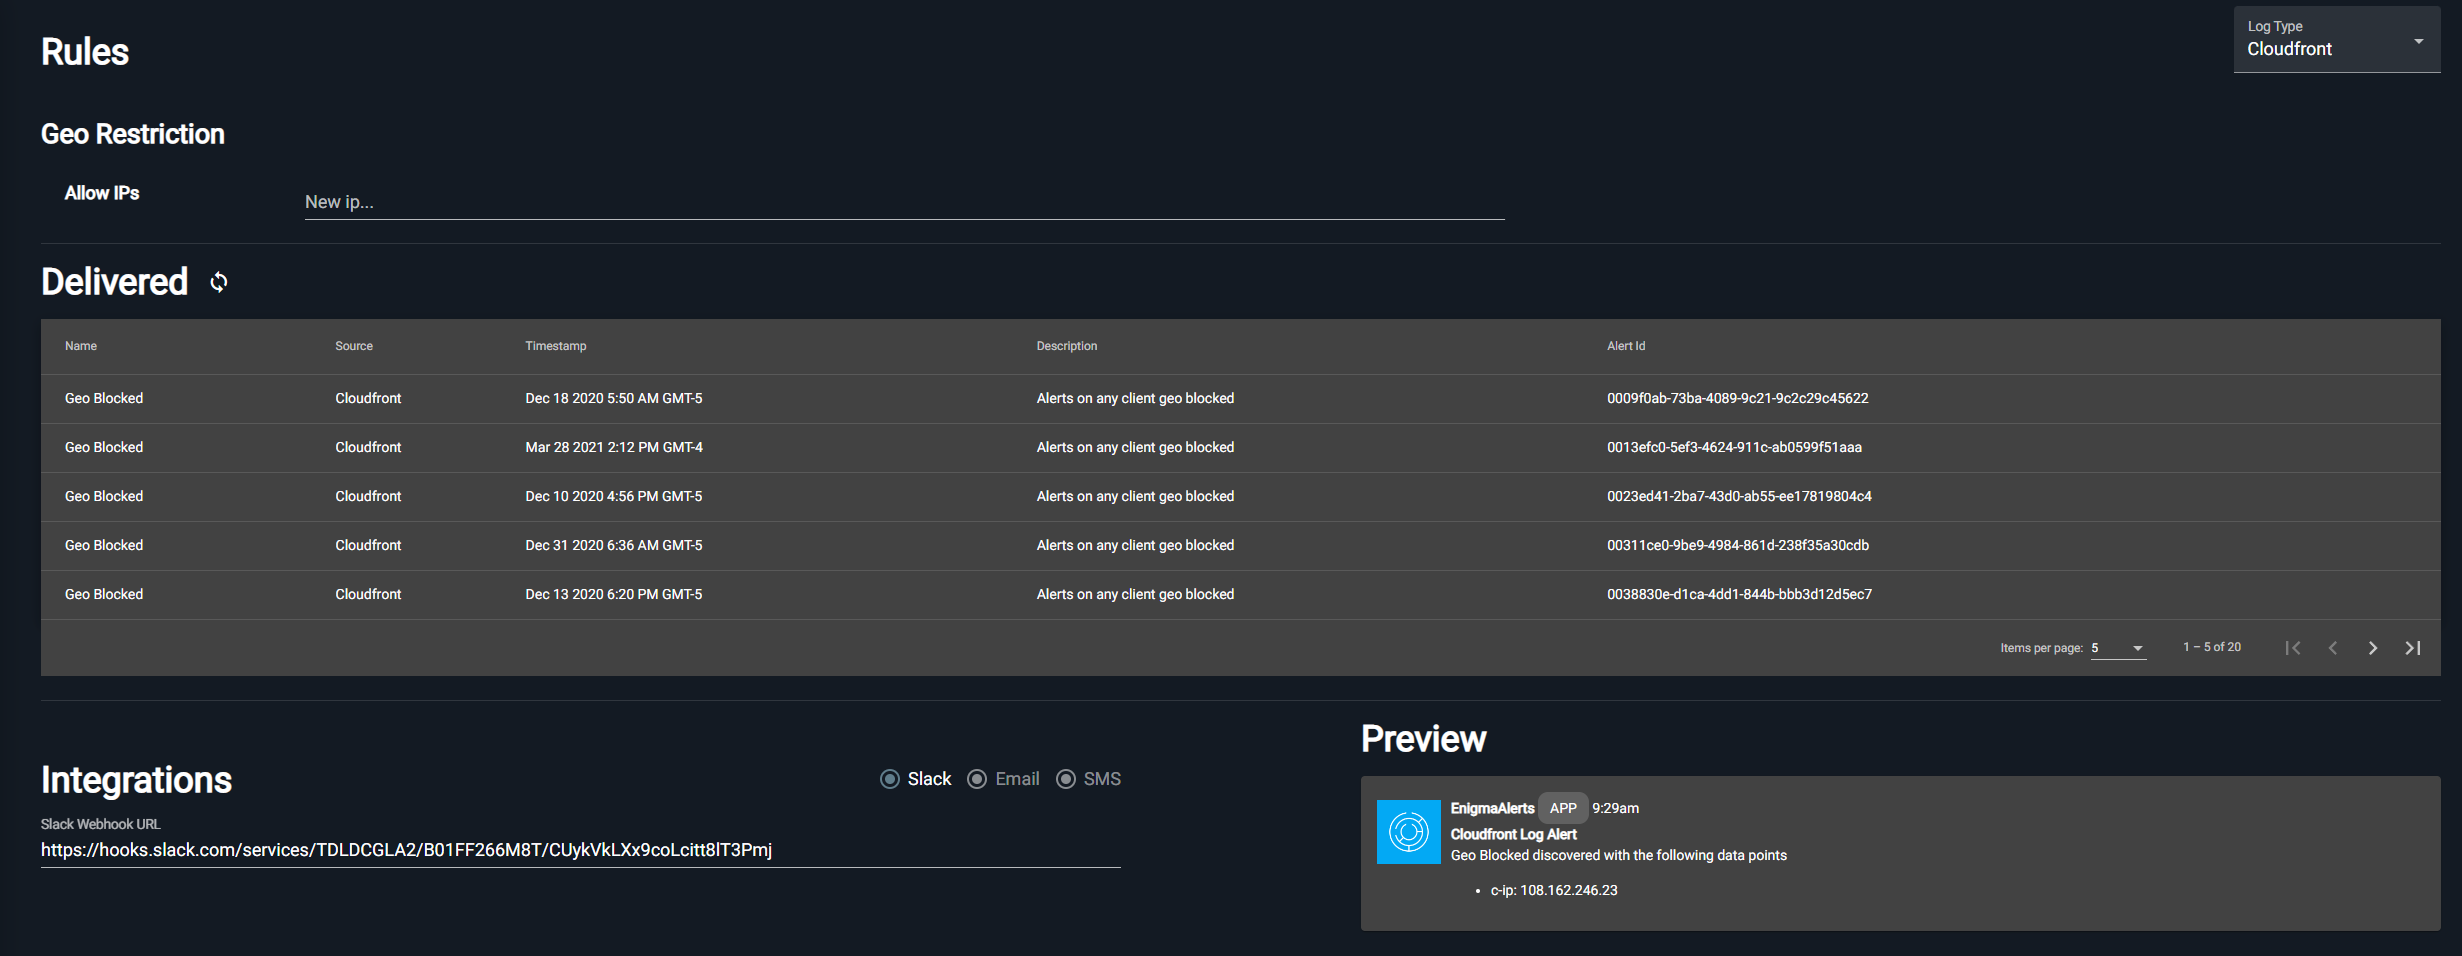 Rules
Log Type
Cloudfront
Geo Restriction
Allow IPs
New ip...
Delivered
Name Source Timestamp Description Alert Id
Geo Blocked Cloudfront Dec 18 2020 5:50 AM GMT-5 Alerts on any client geo blocked 0009f0ab-73ba-4089-9c21-9c2c29c45622
Geo Blocked Cloudfront Mar 28 2021 2:12 PM GMT-4 Alerts on any client geo blocked 0013efc0-5ef3-4624-911c-ab0599f51aaa
Geo Blocked Cloudfront Dec 10 2020 4:56 PM GMT-5 Alerts on any client geo blocked 0023ed41-2ba7-43d0-ab55-ee17819804c4
Geo Blocked Cloudfront Dec 31 2020 6:36 AM GMT-5 Alerts on any client geo blocked 00311ce0-9be9-4984-861d-238f35a30cdb
Geo Blocked Cloudfront Dec 13 2020 6:20 PM GMT-5 Alerts on any client geo blocked 0038830e-d1ca-4dd1-844b-bbb3d12d5ec7
Items per page: 5 1 – 5 of 20
Integrations
Slack Email SMS
Slack Webhook URL
https://hooks.slack.com/services/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
Preview
EnigmaAlerts APP 9:29am
Cloudfront Log Alert
Geo Blocked discovered with the following data points
• c-ip: 108.162.246.23